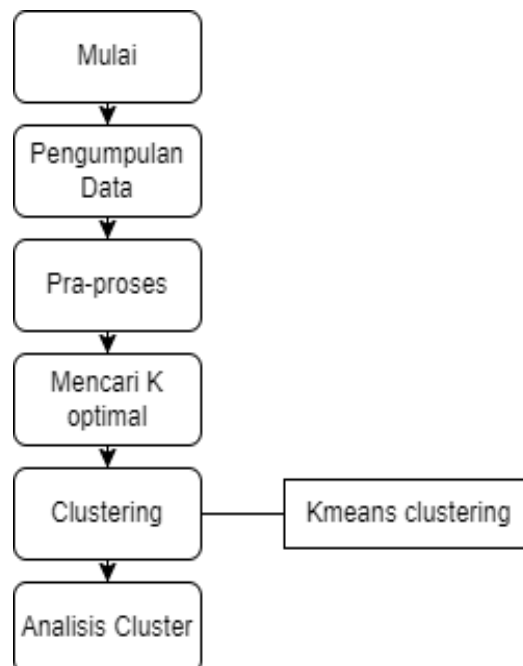 Mulai
Pengumpulan
Data
Pra-proses
Mencari K
optimal
Clustering
Kmeans clustering
Analisis Cluster